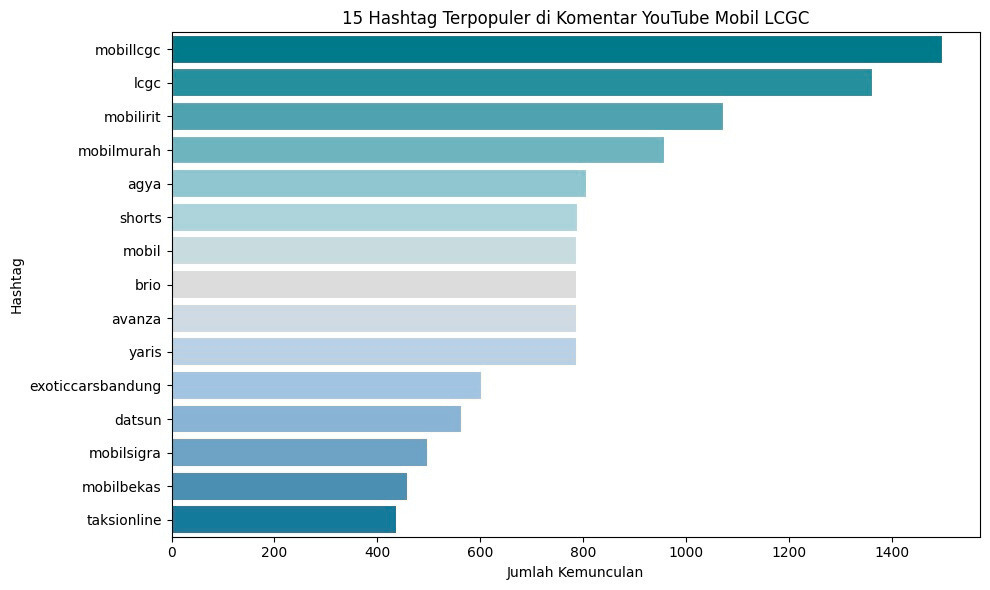 15 Hashtag Terpopuler di Komentar YouTube Mobil LCGC
Hashtag
mobillcgc
lcgc
mobilirit
mobilmurah
agya
shorts
mobil
brio
avanza
yaris
exoticcarsbandung
datsun
mobilsigra
mobilbekas
taksionline
0 200 400 600 800 1000 1200 1400
Jumlah Kemunculan